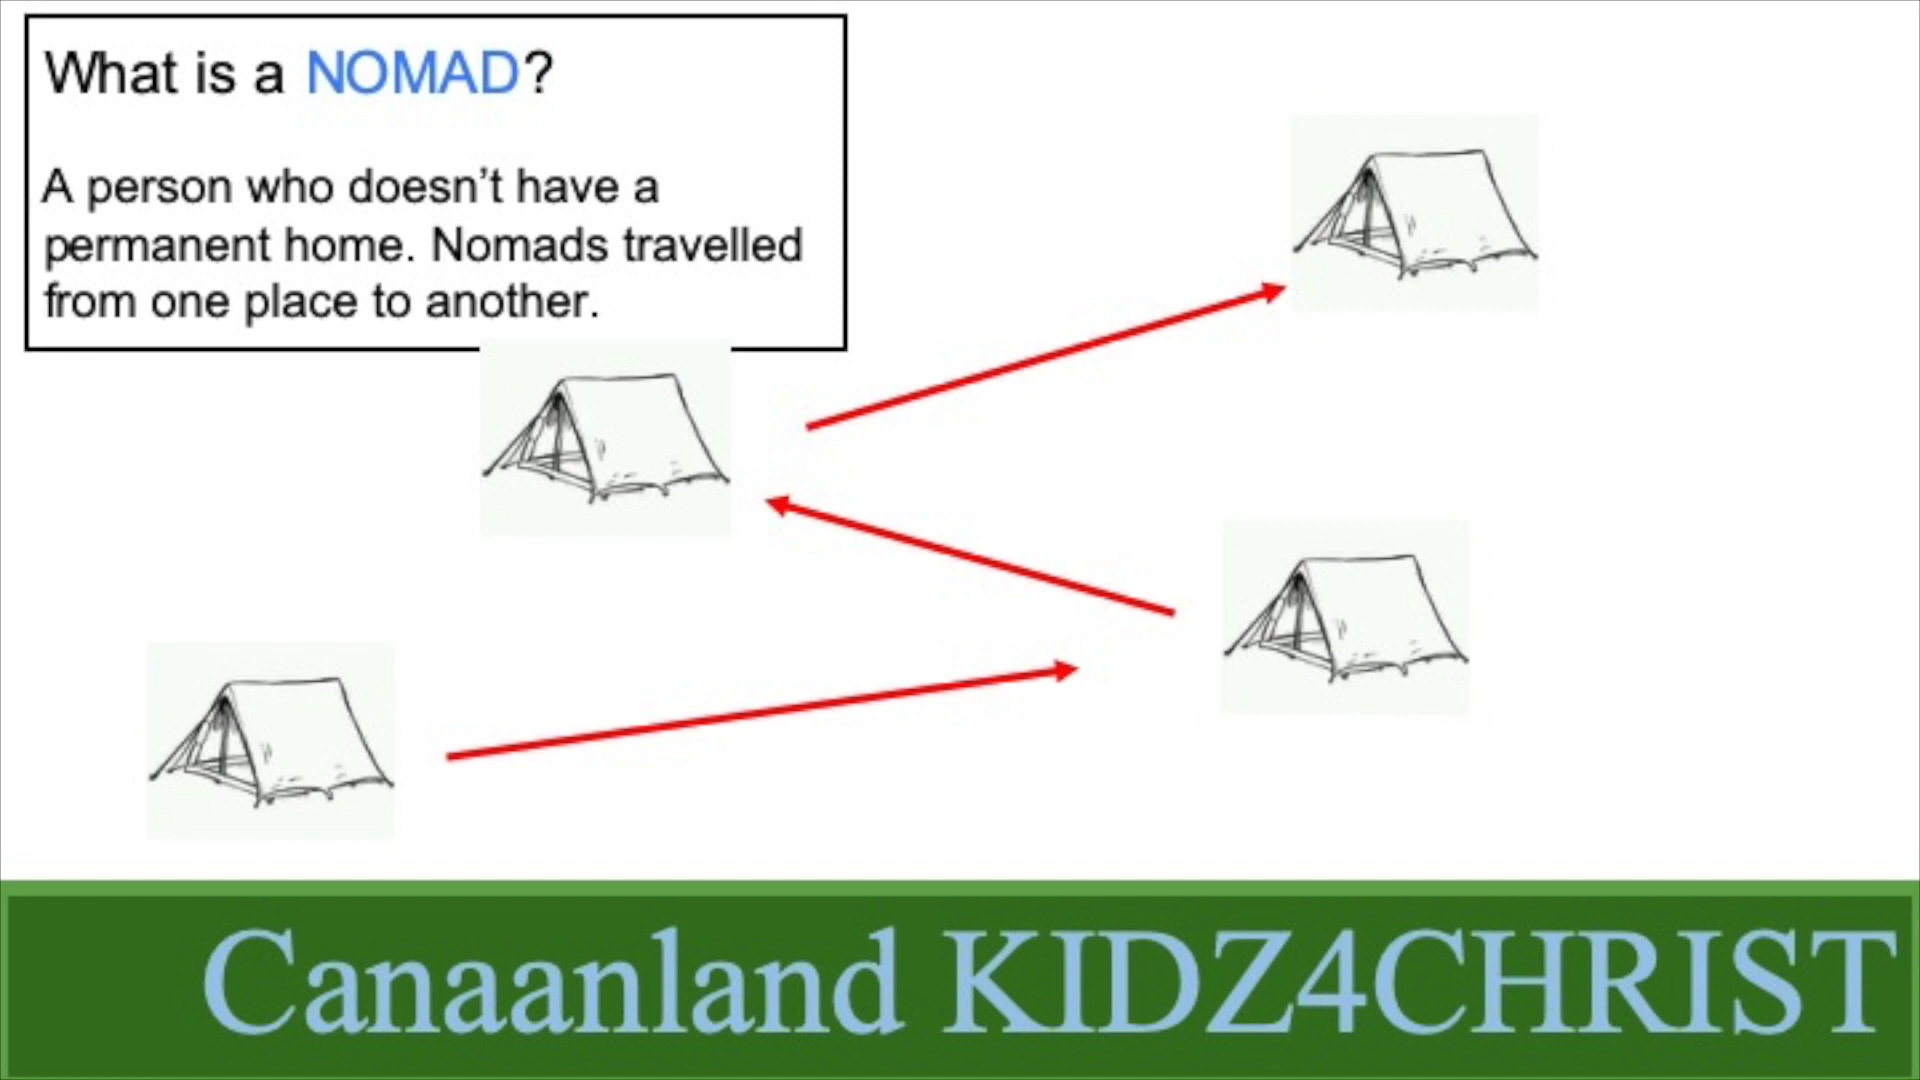 What is a NOMAD?
A person who doesn't have a
permanent home. Nomads travelled
from one place to another.
Canaanland KIDZ4CHRIST